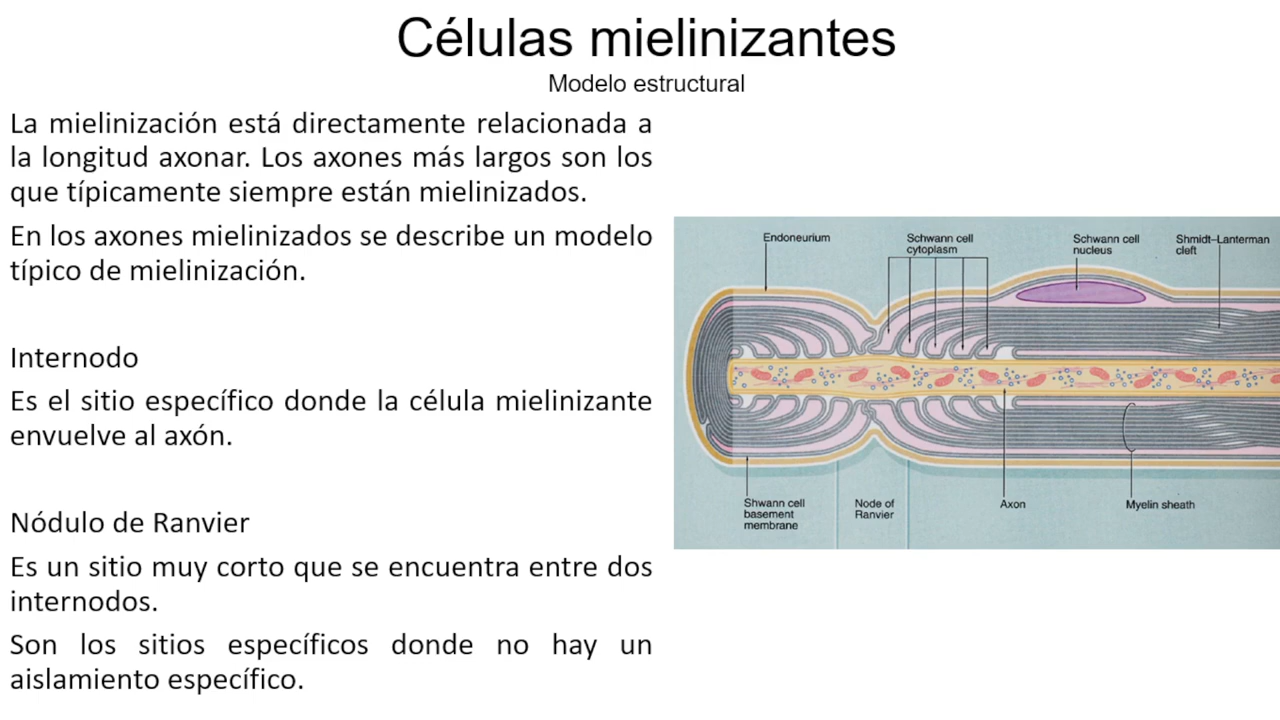 Células mielinizantes
Modelo estructural
La mielinización está directamente relacionada a
la longitud axonar. Los axones más largos son los
que típicamente siempre están mielinizados.
En los axones mielinizados se describe un modelo
típico de mielinización.
Internodo
Es el sitio específico donde la célula mielinizante
envuelve al axón.
Nódulo de Ranvier
Es un sitio muy corto que se encuentra entre dos
internodos.
Son los sitios específicos donde no hay un
aislamiento específico.
Endoneurium
Schwann cell
cytoplasm
Schwann cell
nucleus
Shmidt–Lanterman
cleft
Shwann cell
basement
membrane
Node of
Ranvier
Axon
Myelin sheath